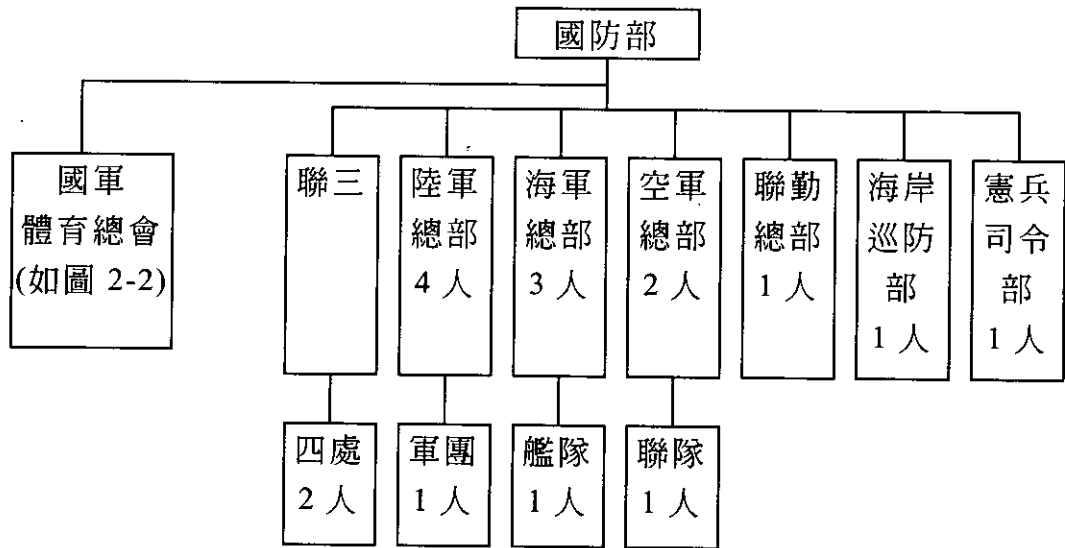 國防部
國軍
體育總會
(如圖 2-2)
聯三
陸軍
總部
4 人
海軍
總部
3 人
空軍
總部
2 人
聯勤
總部
1 人
海岸
巡防
部
1 人
憲兵
司令
部
1 人
四處
2 人
軍團
1 人
艦隊
1 人
聯隊
1 人